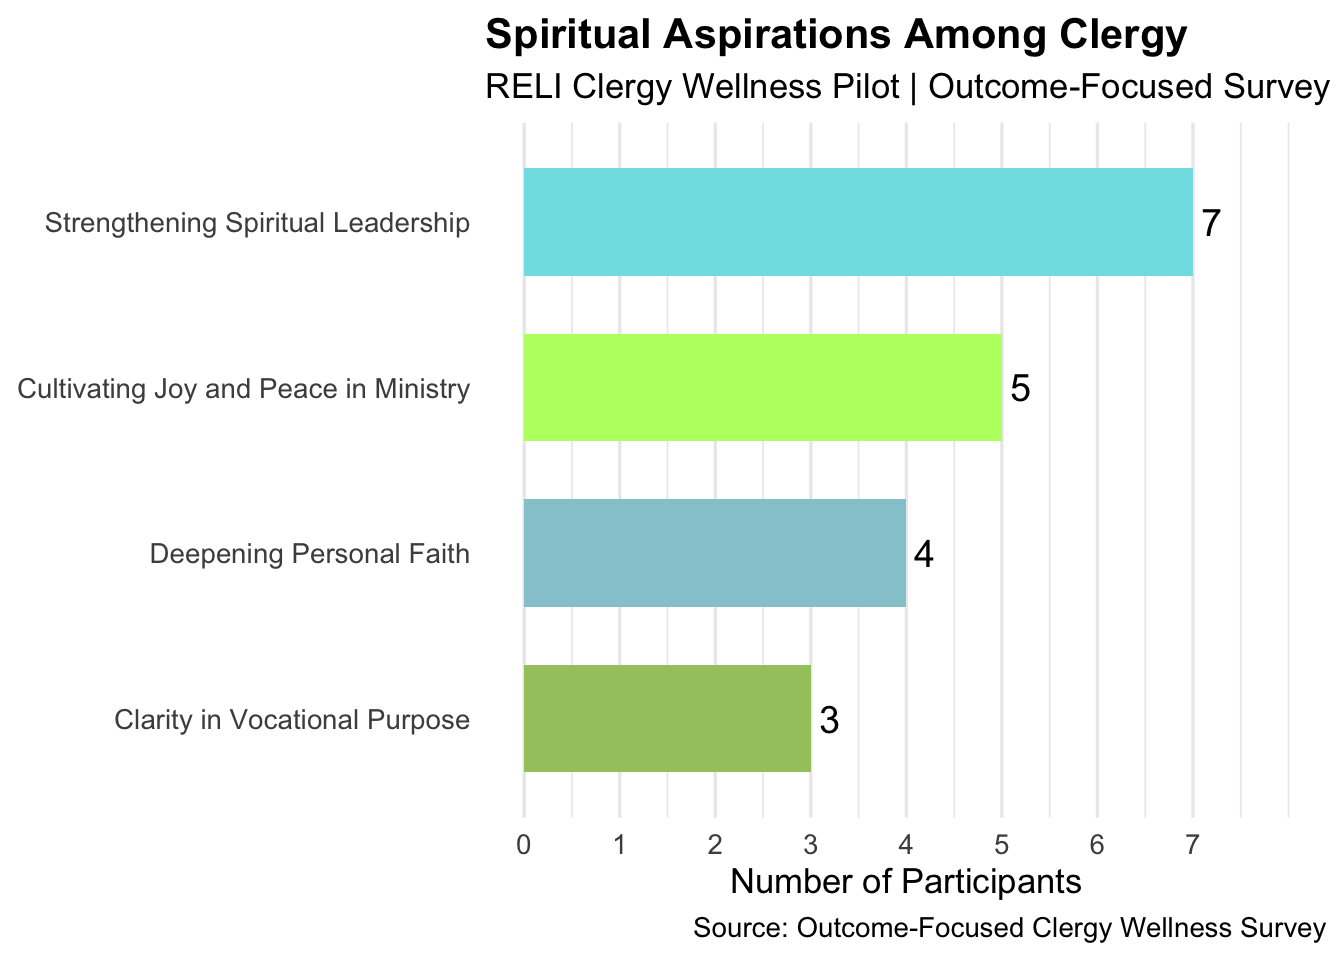 Spiritual Aspirations Among Clergy
RELI Clergy Wellness Pilot | Outcome-Focused Survey
Strengthening Spiritual Leadership
7
Cultivating Joy and Peace in Ministry
5
Deepening Personal Faith
4
Clarity in Vocational Purpose
3
0 1 2 3 4 5 6 7
Number of Participants
Source: Outcome-Focused Clergy Wellness Survey